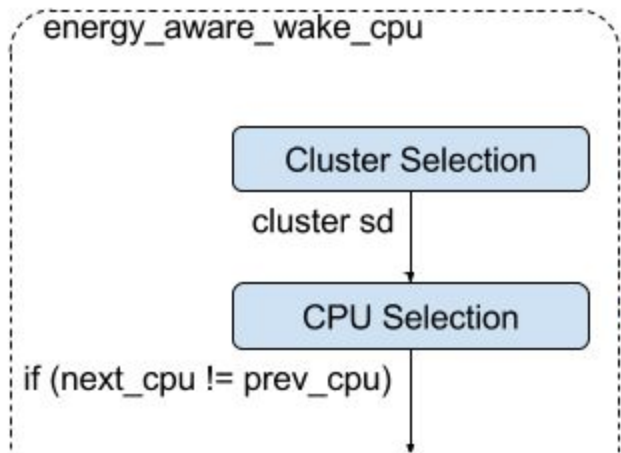 energy_aware_wake_cpu
Cluster Selection
cluster sd
CPU Selection
if (next_cpu != prev_cpu)